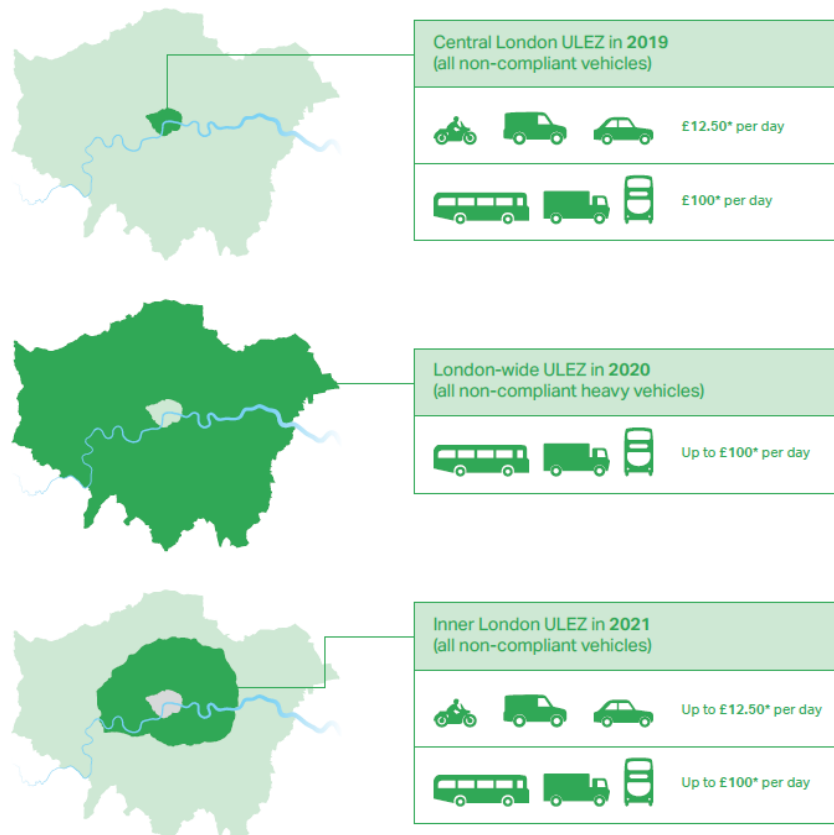 Central London ULEZ in 2019
(all non-compliant vehicles)
£12.50* per day
£100* per day
London-wide ULEZ in 2020
(all non-compliant heavy vehicles)
Up to £100* per day
Inner London ULEZ in 2021
(all non-compliant vehicles)
Up to £12.50* per day
Up to £100* per day